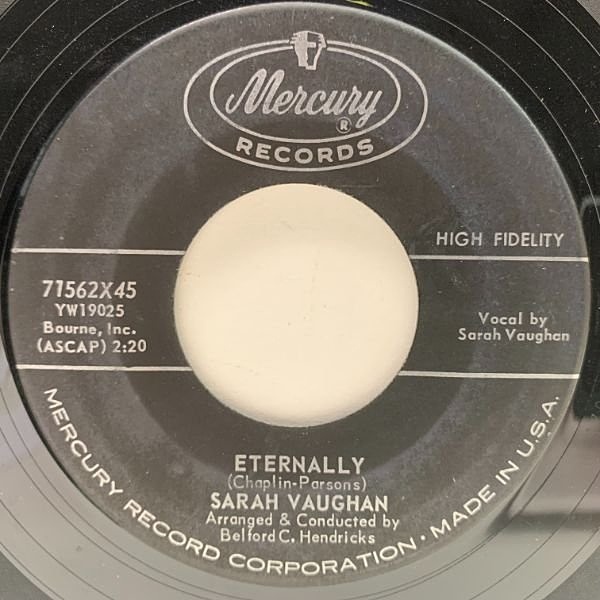 Mercury
®
RECORDS
HIGH FIDELITY
71562X45
YW19025
Bourne, Inc.
(ASCAP) 2:20
Vocal by
Sarah Vaughan
ETERNALLY
(Chaplin-Parsons)
SARAH VAUGHAN
Arranged & Conducted by
Belford C. Hendricks
MERCURY RECORD CORPORATION • MADE IN U.S.A.